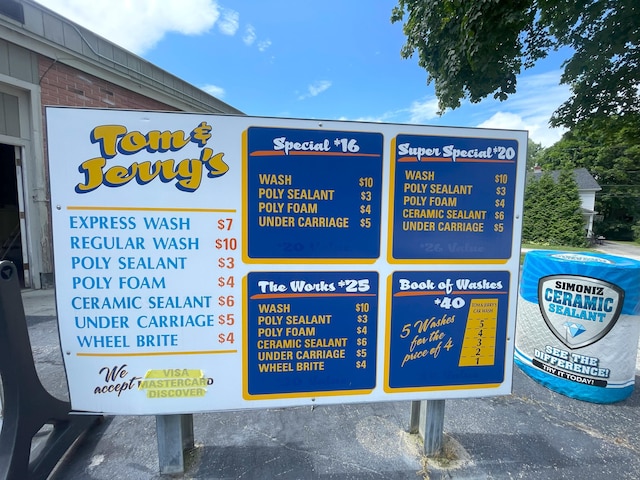 Tom &
Jerry's
EXPRESS WASH $7
REGULAR WASH $10
POLY SEALANT $3
POLY FOAM $4
CERAMIC SEALANT $6
UNDER CARRIAGE $5
WHEEL BRITE $4
We
accept
VISA
MASTERCARD
DISCOVER
Special $16
WASH $10
POLY SEALANT $3
POLY FOAM $4
UNDER CARRIAGE $5
Super Special $20
WASH $10
POLY SEALANT $3
POLY FOAM $4
CERAMIC SEALANT $6
UNDER CARRIAGE $5
The Works $25
WASH $10
POLY SEALANT $3
POLY FOAM $4
CERAMIC SEALANT $6
UNDER CARRIAGE $5
WHEEL BRITE $4
Book of Washes
$40
5 Washes
for the
price of 4
TOM & JERRY'S
CAR WASH
5
4
3
2
1
SIMONIZ
CERAMIC
SEALANT
SEE THE
DIFFERENCE!
TRY IT TODAY!